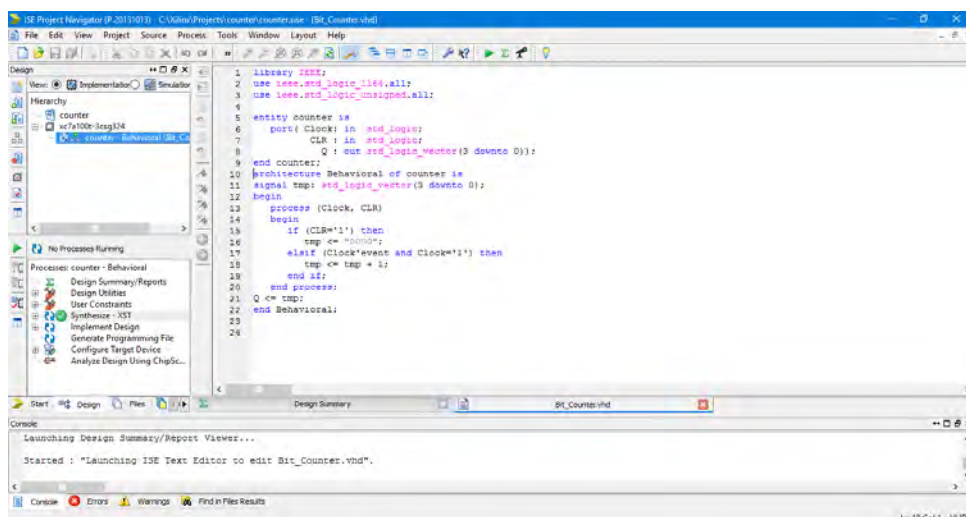 ISE Project Navigator (P.20131013) - C:\Xilinx\Projects\counter\counter.xise - [Bit_Counter.vhd]
File Edit View Project Source Process Tools Window Layout Help
Design
View: Implementation Simulation
Hierarchy
counter
xc7a100t-3csg324
counter - Behavioral (Bit_Co
No Processes Running
Processes: counter - Behavioral
Design Summary/Reports
Design Utilities
User Constraints
Synthesize - XST
Implement Design
Generate Programming File
Configure Target Device
Analyze Design Using ChipSc...
Start Design Files
1 library IEEE;
2 use ieee.std_logic_1164.all;
3 use ieee.std_logic_unsigned.all;
4
5 entity counter is
6 port( Clock: in std_logic;
7 CLR : in std_logic;
8 Q : out std_logic_vector(3 downto 0));
9 end counter;
10 architecture Behavioral of counter is
11 signal tmp: std_logic_vector(3 downto 0);
12 begin
13 process (Clock, CLR)
14 begin
15 if (CLR='1') then
16 tmp <= "0000";
17 elsif (Clock'event and Clock='1') then
18 tmp <= tmp + 1;
19 end if;
20 end process;
21 Q <= tmp;
22 end Behavioral;
23
24
Design Summary
Bit_Counter.vhd
Console
Launching Design Summary/Report Viewer...
Started : "Launching ISE Text Editor to edit Bit_Counter.vhd".
Console Errors Warnings Find in Files Results